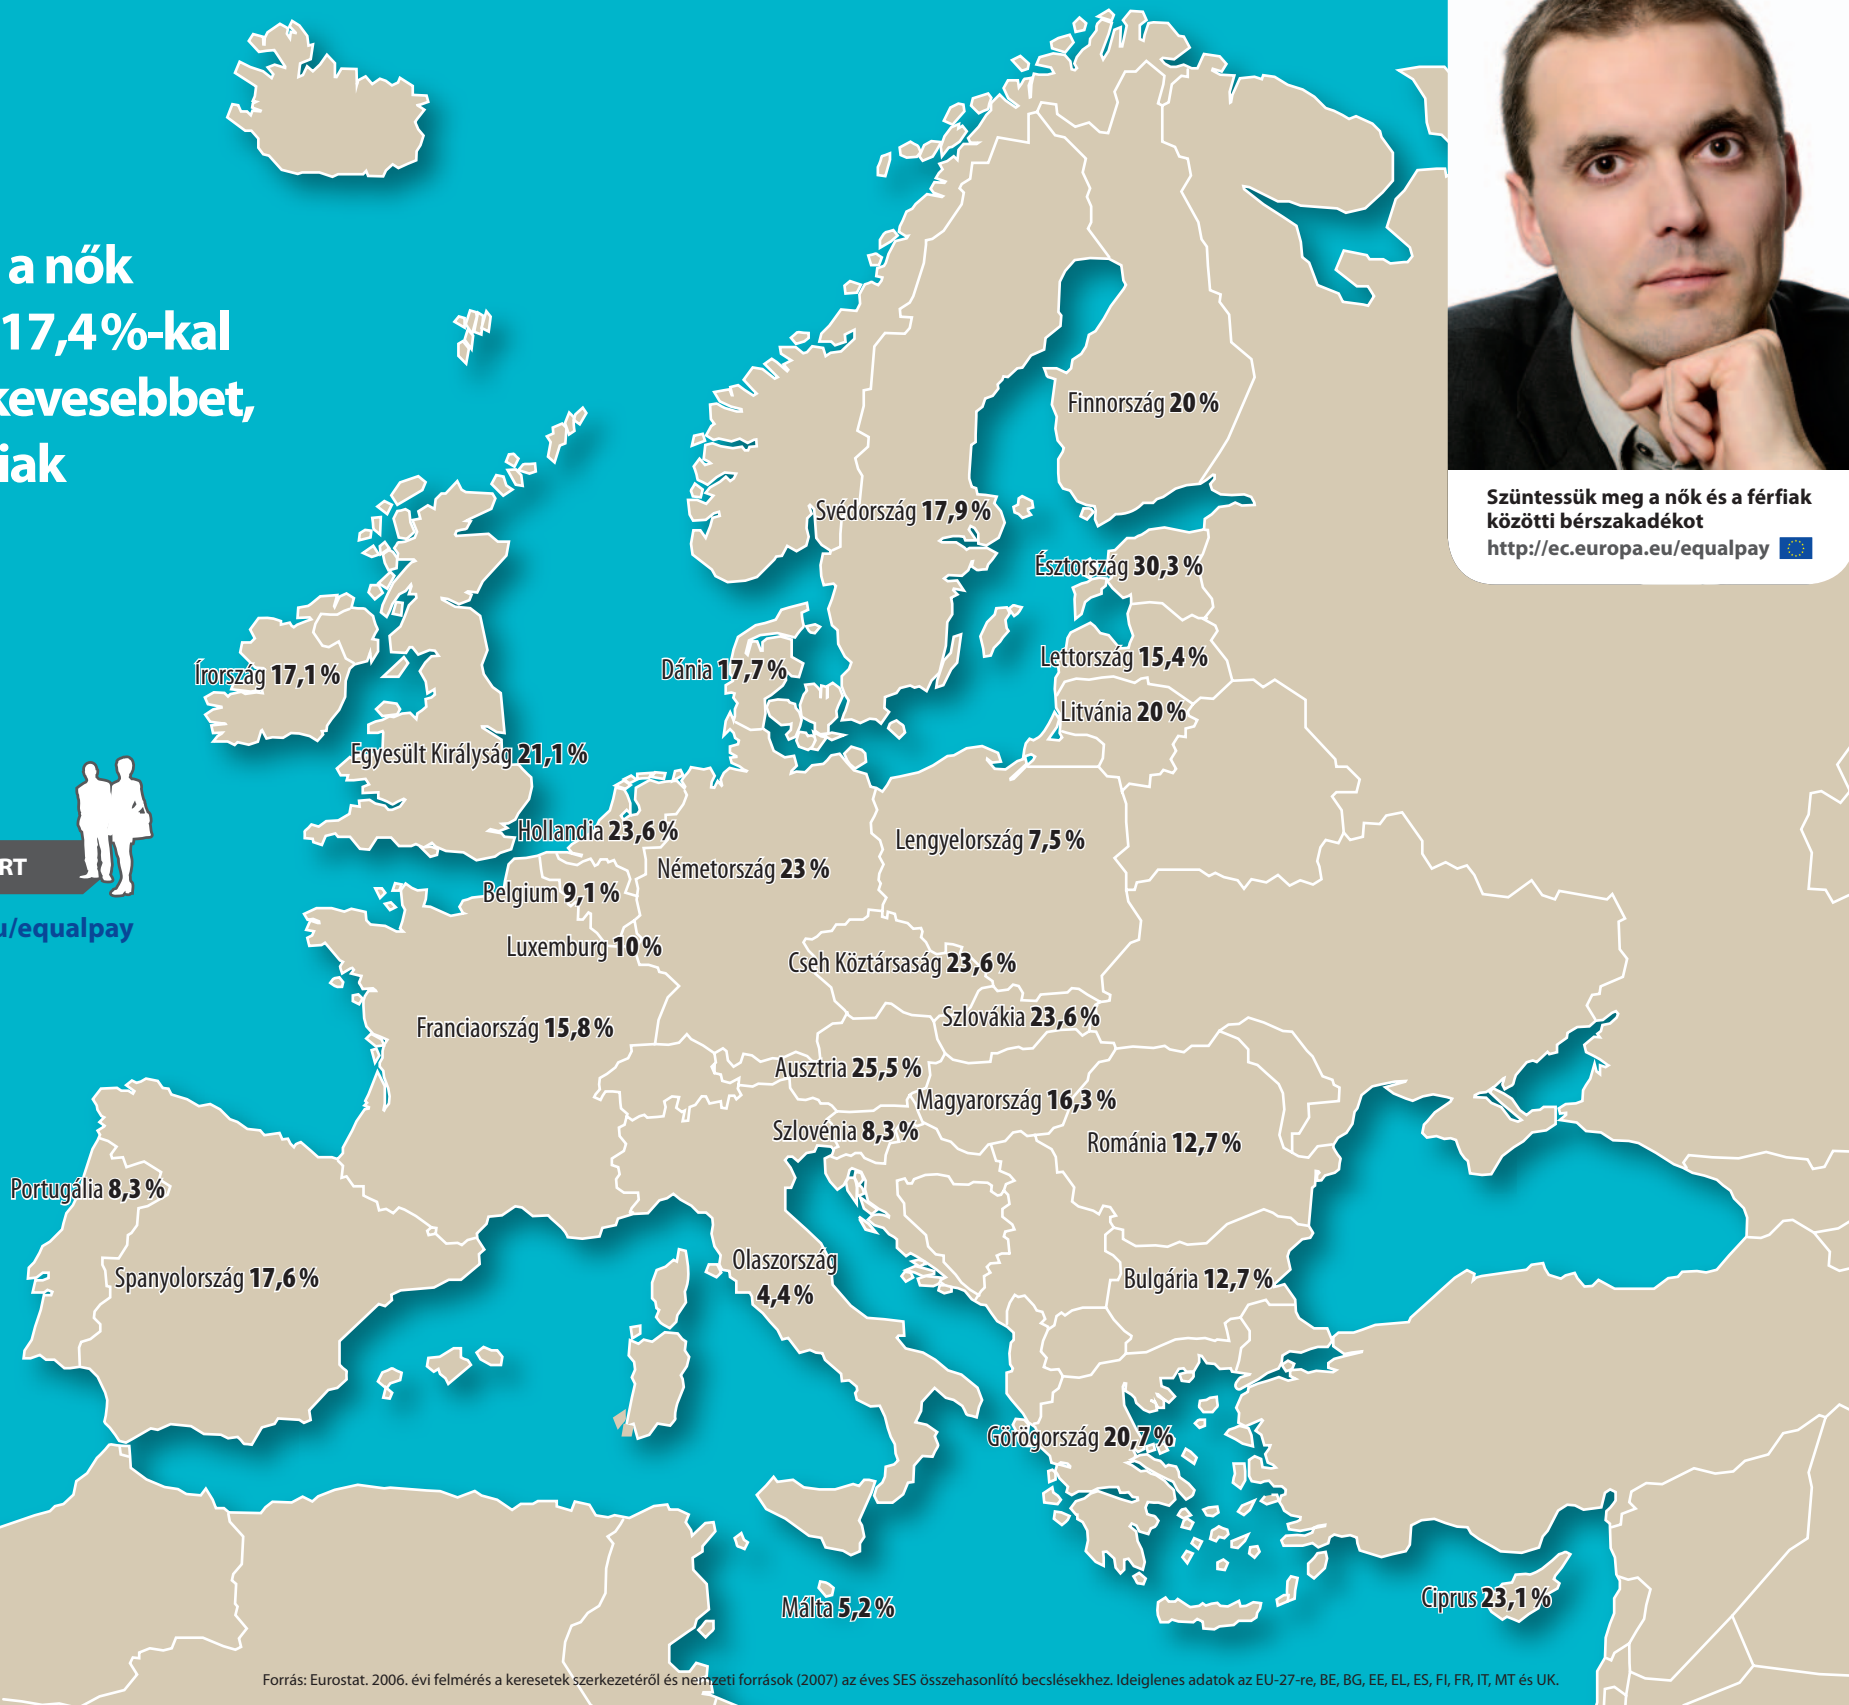 a nők
17,4%-kal
kevesebbet,
iak
Szüntessük meg a nők és a férfiak
közötti bérszakadékot
http://ec.europa.eu/equalpay
Finnország 20 %
Svédország 17,9 %
Észtország 30,3 %
Lettország 15,4 %
Írország 17,1 %
Dánia 17,7 %
Litvánia 20 %
Egyesült Királyság 21,1 %
Hollandia 23,6 %
Lengyelország 7,5 %
RT
Németország 23 %
Belgium 9,1 %
u/equalpay
Luxemburg 10 %
Cseh Köztársaság 23,6 %
Szlovákia 23,6 %
Franciaország 15,8 %
Ausztria 25,5 %
Magyarország 16,3 %
Szlovénia 8,3 %
Románia 12,7 %
Portugália 8,3 %
Olaszország
4,4 %
Spanyolország 17,6 %
Bulgária 12,7 %
Görögország 20,7 %
Ciprus 23,1 %
Málta 5,2 %
Forrás: Eurostat. 2006. évi felmérés a keresetek szerkezetéről és nemzeti források (2007) az éves SES összehasonlító becslésekhez. Ideiglenes adatok az EU-27-re, BE, BG, EE, EL, ES, FI, FR, IT, MT és UK.